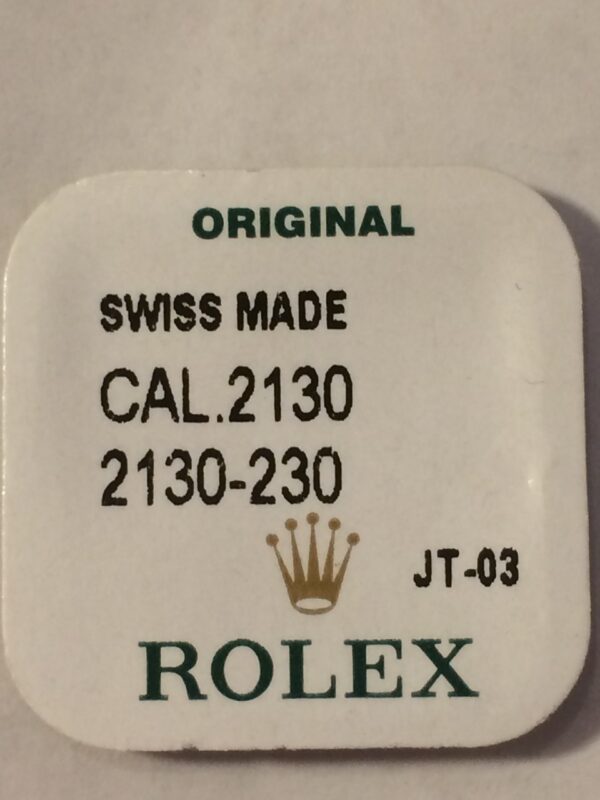 ORIGINAL
SWISS MADE
CAL.2130
2130-230
JT-03
ROLEX